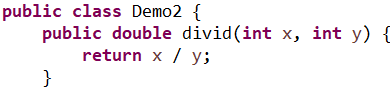 public class Demo2 {
    public double divid(int x, int y) {
        return x / y;
    }